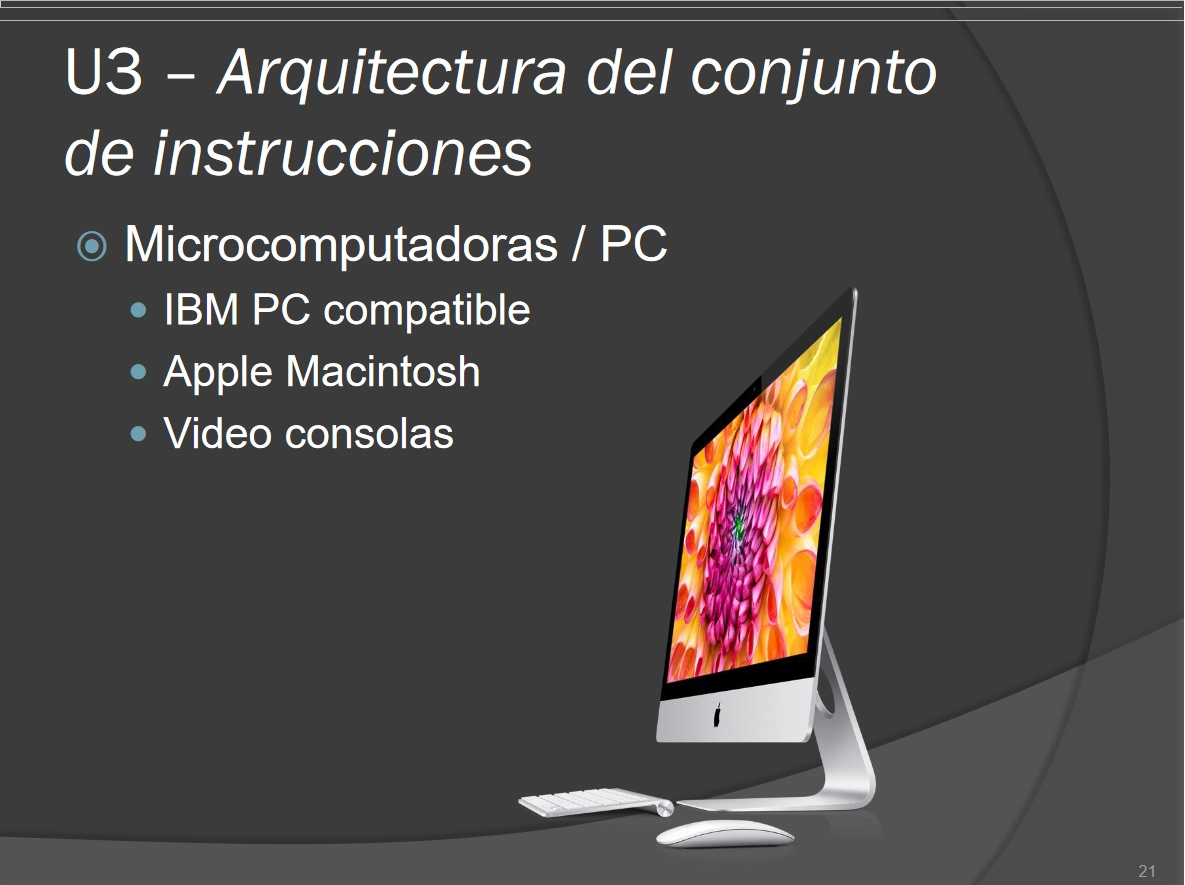 U3 – Arquitectura del conjunto
de instrucciones
Microcomputadoras / PC
IBM PC compatible
Apple Macintosh
Video consolas
21